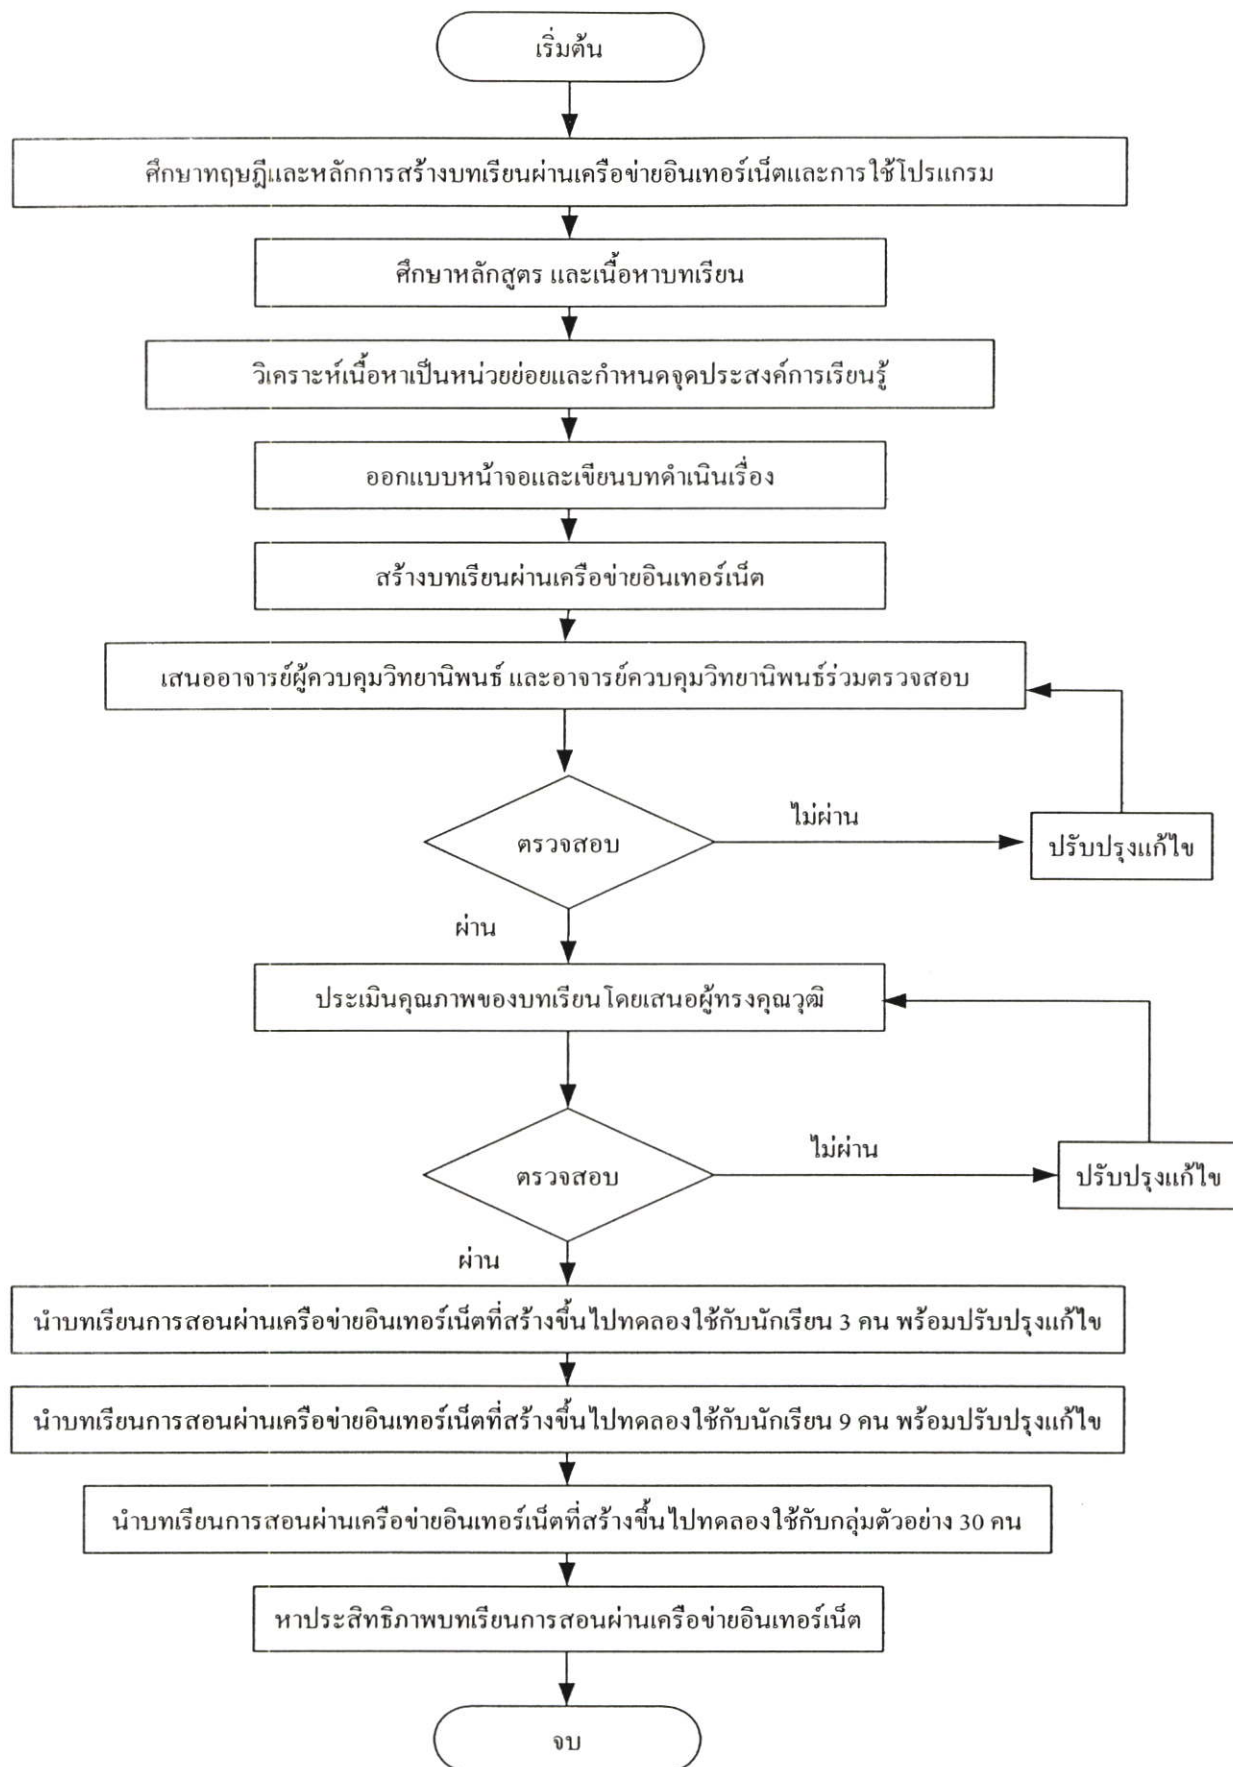 เริ่มต้น
ศึกษาทฤษฎีและหลักการสร้างบทเรียนผ่านเครือข่ายอินเทอร์เน็ตและการใช้โปรแกรม
ศึกษาหลักสูตร และเนื้อหาบทเรียน
วิเคราะห์เนื้อหาเป็นหน่วยย่อยและกำหนดจุดประสงค์การเรียนรู้
ออกแบบหน้าจอและเขียนบทดำเนินเรื่อง
สร้างบทเรียนผ่านเครือข่ายอินเทอร์เน็ต
เสนออาจารย์ผู้ควบคุมวิทยานิพนธ์ และอาจารย์ควบคุมวิทยานิพนธ์ร่วมตรวจสอบ
ไม่ผ่าน
ตรวจสอบ
ปรับปรุงแก้ไข
ผ่าน
ประเมินคุณภาพของบทเรียน โดยเสนอผู้ทรงคุณวุฒิ
ไม่ผ่าน
ตรวจสอบ
ปรับปรุงแก้ไข
ผ่าน
นำบทเรียนการสอนผ่านเครือข่ายอินเทอร์เน็ตที่สร้างขึ้นไปทดลองใช้กับนักเรียน 3 คน พร้อมปรับปรุงแก้ไข
นำบทเรียนการสอนผ่านเครือข่ายอินเทอร์เน็ตที่สร้างขึ้นไปทดลองใช้กับนักเรียน 9 คน พร้อมปรับปรุงแก้ไข
นำบทเรียนการสอนผ่านเครือข่ายอินเทอร์เน็ตที่สร้างขึ้นไปทดลองใช้กับกลุ่มตัวอย่าง 30 คน
หาประสิทธิภาพบทเรียนการสอนผ่านเครือข่ายอินเทอร์เน็ต
จบ